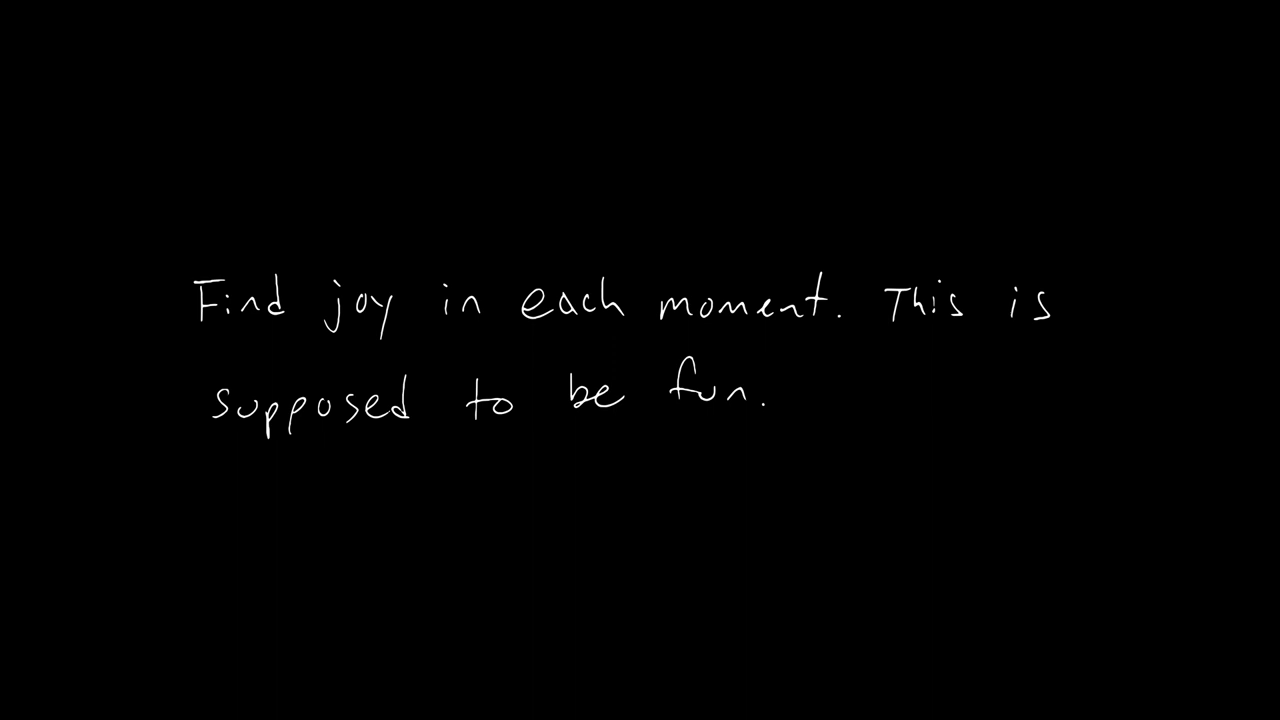 Find joy in each moment. This is
supposed to be fun.